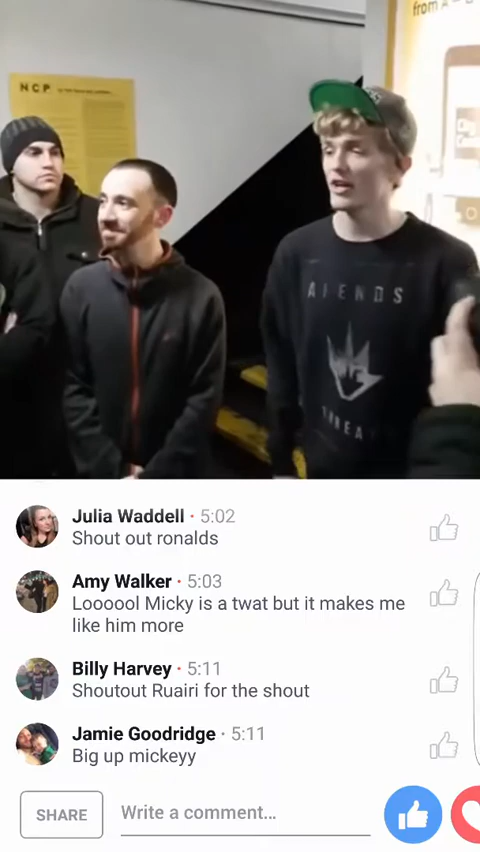 from A
NCP
Julia Waddell • 5:02
Shout out ronalds
Amy Walker • 5:03
Loooool Micky is a twat but it makes me
like him more
Billy Harvey • 5:11
Shoutout Ruairi for the shout
Jamie Goodridge • 5:11
Big up mickeyy
SHARE
Write a comment...